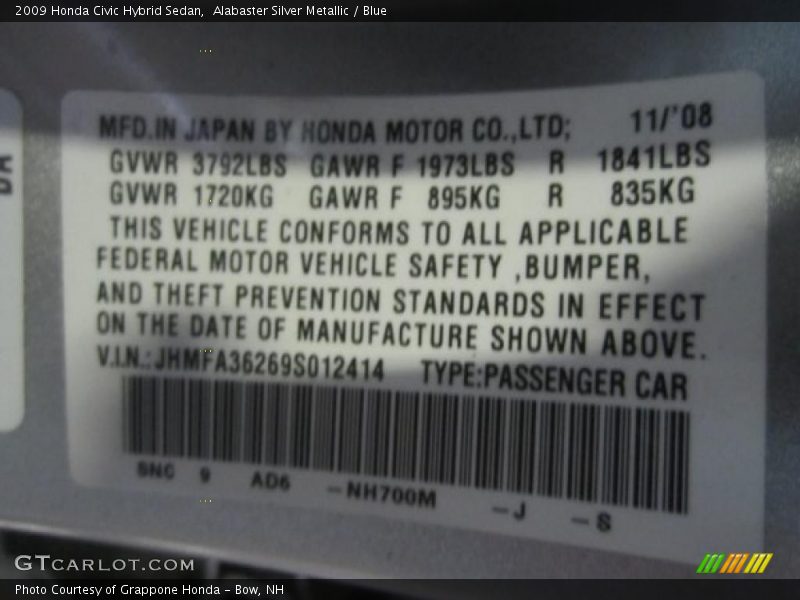 2009 Honda Civic Hybrid Sedan,  Alabaster Silver Metallic / Blue
MFD.IN JAPAN BY HONDA MOTOR CO.,LTD; 11/'08
GVWR 3792LBS GAWR F 1973LBS R 1841LBS
GVWR 1720KG GAWR F 895KG R 835KG
THIS VEHICLE CONFORMS TO ALL APPLICABLE
FEDERAL MOTOR VEHICLE SAFETY ,BUMPER,
AND THEFT PREVENTION STANDARDS IN EFFECT
ON THE DATE OF MANUFACTURE SHOWN ABOVE.
V.I.N.:JHMFA36269S012414 TYPE:PASSENGER CAR
SNC 9 AD6 -NH700M -J -S
GTCARLOT.COM
Photo Courtesy of Grappone Honda - Bow, NH